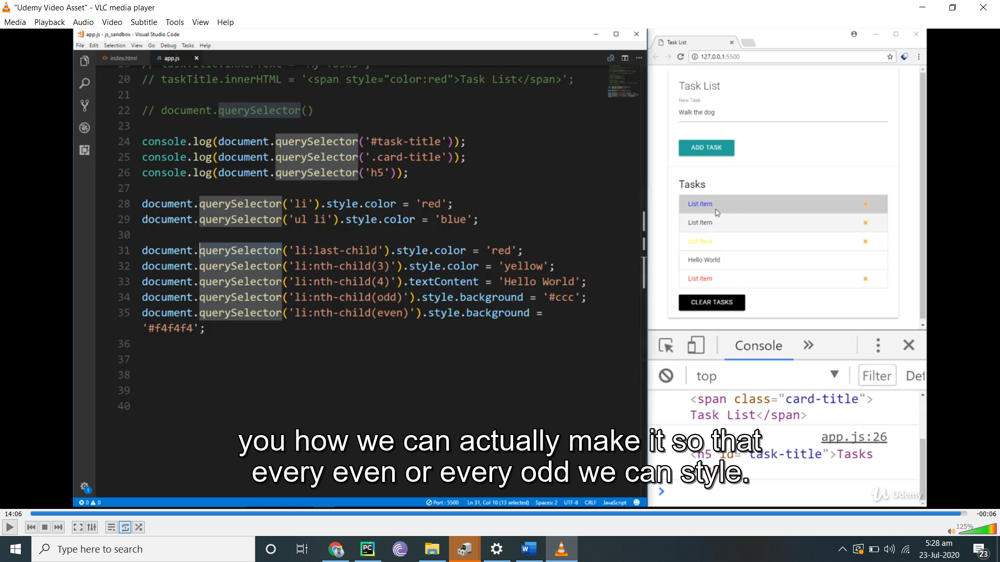 "Udemy Video Asset" - VLC media player
Media Playback Audio Video Subtitle Tools View Help
app.js - js_sandbox - Visual Studio Code
File Edit Selection View Go Debug Tasks Help
index.html
JS app.js
20 // taskTitle.innerHTML = '<span style="color:red">Task List</span>';
21
22 // document.querySelector()
23
24 console.log(document.querySelector('#task-title'));
25 console.log(document.querySelector('.card-title'));
26 console.log(document.querySelector('h5'));
27
28 document.querySelector('li').style.color = 'red';
29 document.querySelector('ul li').style.color = 'blue';
30
31 document.querySelector('li:last-child').style.color = 'red';
32 document.querySelector('li:nth-child(3)').style.color = 'yellow';
33 document.querySelector('li:nth-child(4)').textContent = 'Hello World';
34 document.querySelector('li:nth-child(odd)').style.background = '#ccc';
35 document.querySelector('li:nth-child(even)').style.background =
'#f4f4f4';
36
37
38
39
40
1
0 0
Port : 5500 Ln 31, Col 10 (13 selected) Spaces: 2 UTF-8 CRLF JavaScript
Task List
127.0.0.1:5500
Task List
New Task
Walk the dog
ADD TASK
Tasks
List Item
List Item
List Item
Hello World
List Item
CLEAR TASKS
Console
top
Filter
Def
<span class="card-title">
Task List</span>
app.js:26
<h5 id="task-title">Tasks
Udemy
you how we can actually make it so that
every even or every odd we can style.
14:06
-00:06
125%
Type here to search
PC
W
5:28 am
23-Jul-2020
23